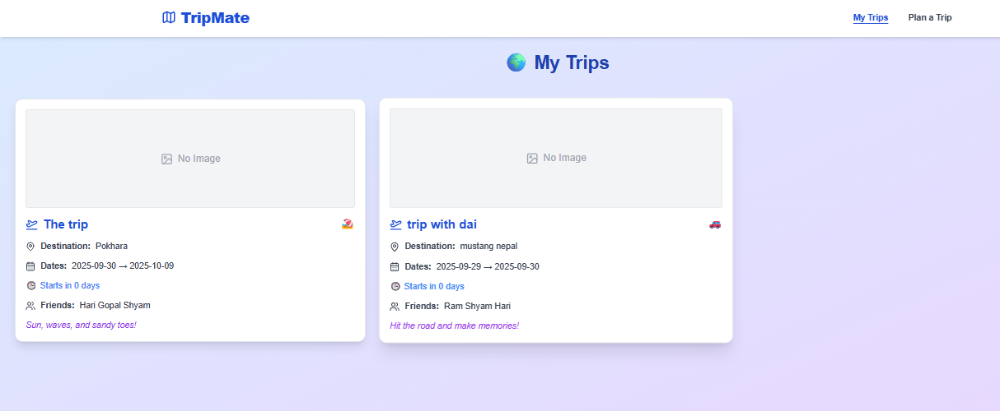 TripMate
My Trips
Plan a Trip
My Trips
No Image
The trip
Destination: Pokhara
Dates: 2025-09-30 → 2025-10-09
Starts in 0 days
Friends: Hari Gopal Shyam
Sun, waves, and sandy toes!
No Image
trip with dai
Destination: mustang nepal
Dates: 2025-09-29 → 2025-09-30
Starts in 0 days
Friends: Ram Shyam Hari
Hit the road and make memories!